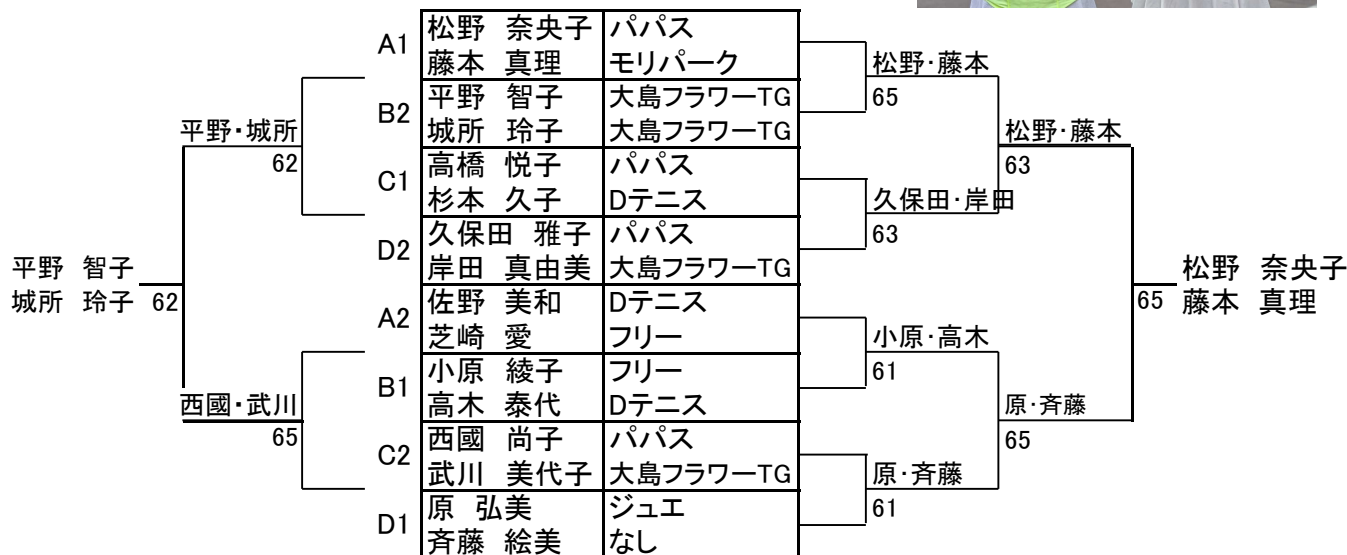 A1 松野 奈央子 パパス
藤本 真理 モリパーク
松野・藤本
65
B2 平野 智子 大島フラワーTG
城所 玲子 大島フラワーTG
平野・城所
62
松野・藤本
63
C1 高橋 悦子 パパス
杉本 久子 Dテニス
久保田・岸田
63
D2 久保田 雅子 パパス
岸田 真由美 大島フラワーTG
平野 智子
城所 玲子 62
65 松野 奈央子
藤本 真理
A2 佐野 美和 Dテニス
芝崎 愛 フリー
小原・高木
61
B1 小原 綾子 フリー
高木 泰代 Dテニス
西國・武川
65
原・斉藤
65
C2 西國 尚子 パパス
武川 美代子 大島フラワーTG
原・斉藤
61
D1 原 弘美 ジュエ
斉藤 絵美 なし